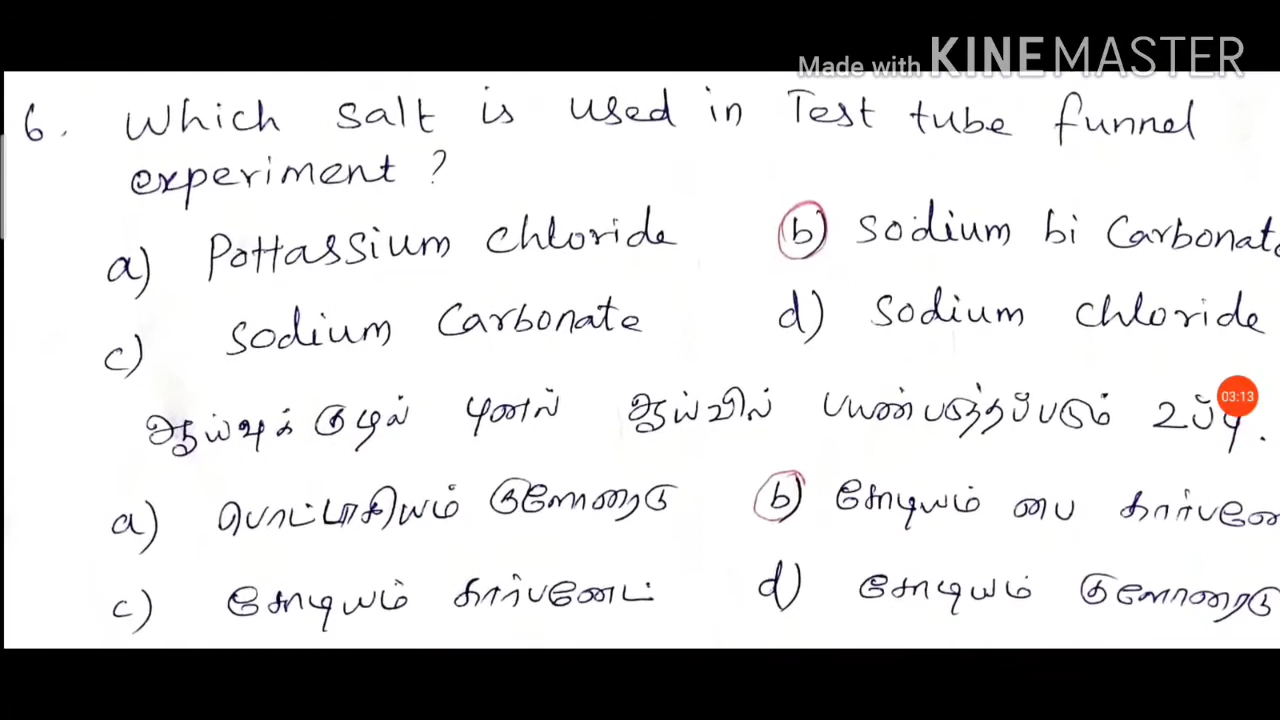 Made with KINEMASTER
6. Which salt is used in Test tube funnel
experiment ?
a) Pottassium chloride b) Sodium bi Carbonate
c) Sodium Carbonate d) Sodium chloride
03:13
ஆய்வுக் குழல் புனல் ஆய்வில் பயன்படுத்தப்படும் உப்பு.
a) பொட்டாசியம் குளோரைடு b) சோடியம் பை கார்பனே
c) சோடியம் கார்பனேட் d) சோடியம் குளோரைடு